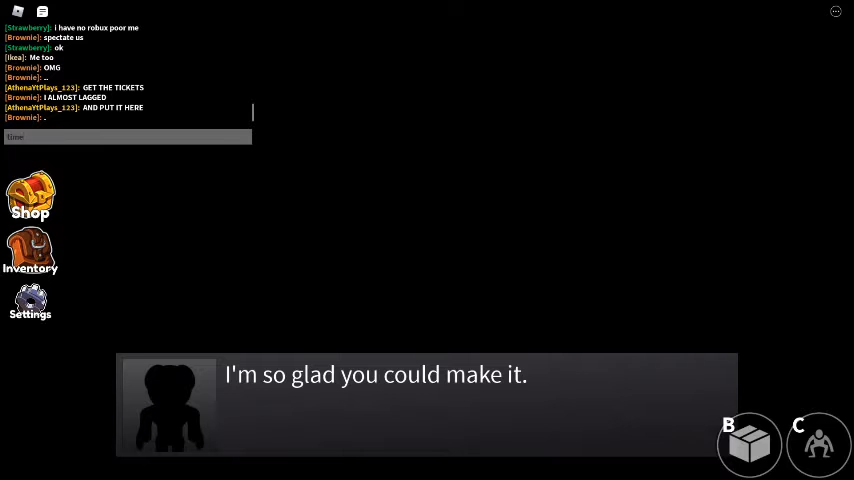 [Strawberry]: i have no robux poor me
[Brownie]: spectate us
[Strawberry]: ok
[Ikea]: Me too
[Brownie]: OMG
[Brownie]: ..
[AthenaYtPlays_123]: GET THE TICKETS
[Brownie]: I ALMOST LAGGED
[AthenaYtPlays_123]: AND PUT IT HERE
[Brownie]: .
time
Shop
Inventory
Settings
I'm so glad you could make it.
B
C